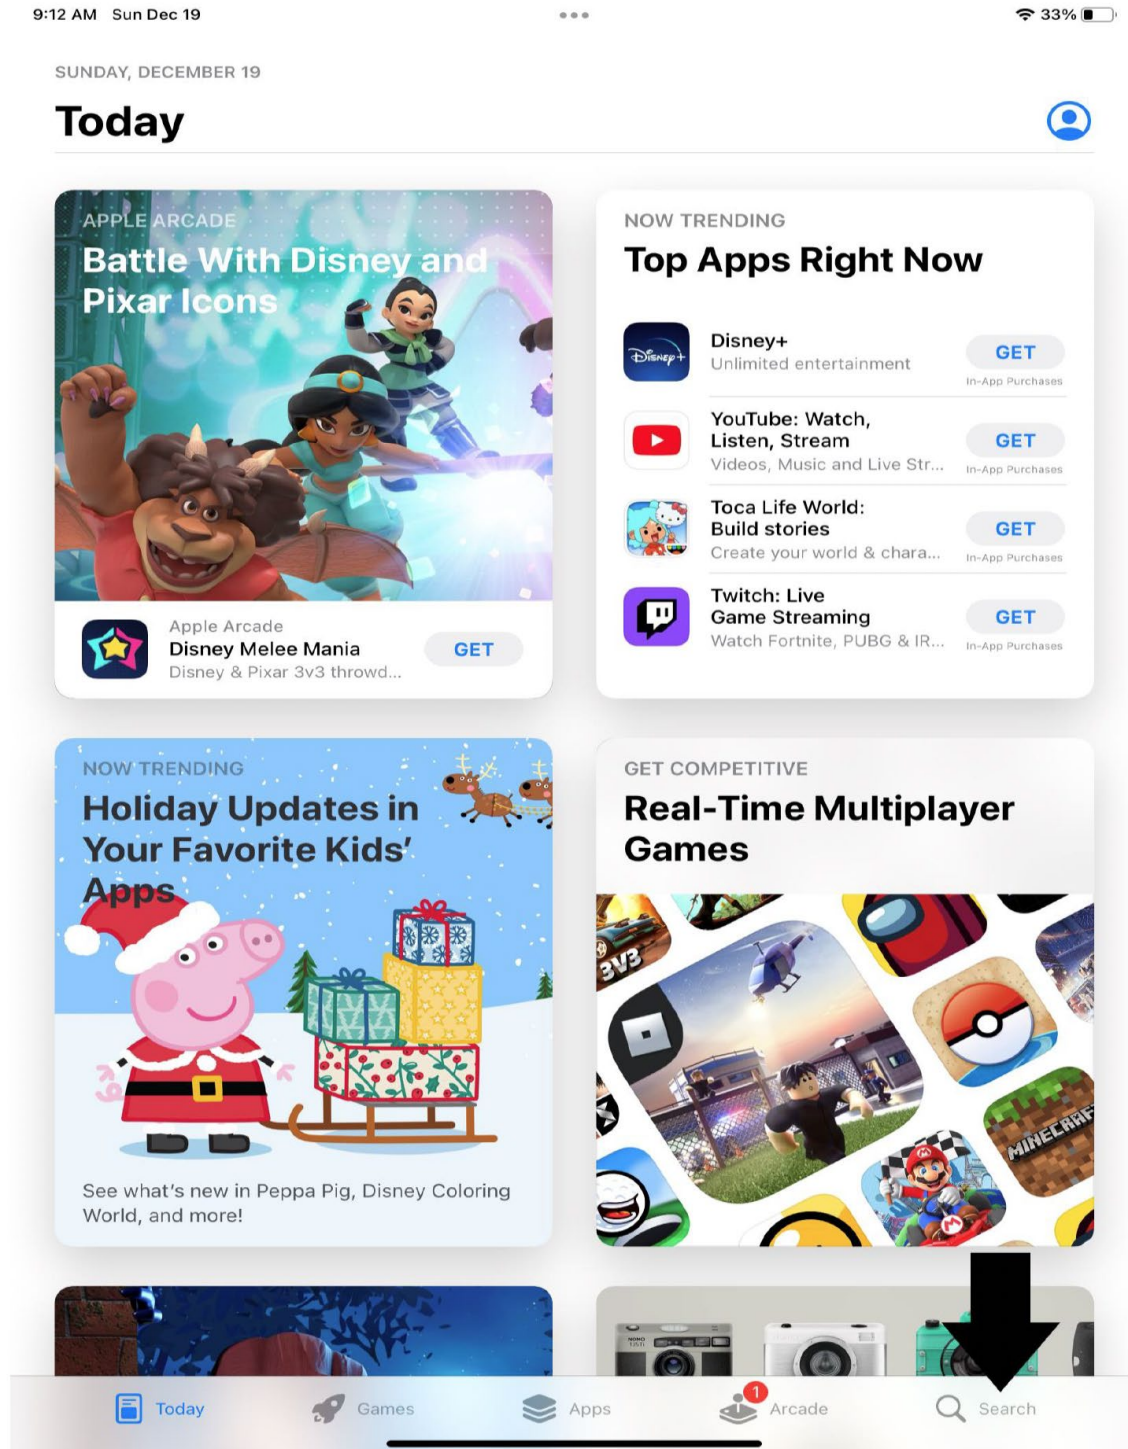 9:12 AM Sun Dec 19
33%
SUNDAY, DECEMBER 19
Today
APPLE ARCADE
Battle With Disney and
Pixar Icons
Apple Arcade
Disney Melee Mania
Disney & Pixar 3v3 throwd...
GET
NOW TRENDING
Top Apps Right Now
Disney+
Disney+
Unlimited entertainment
GET
In-App Purchases
YouTube: Watch,
Listen, Stream
Videos, Music and Live Str...
GET
In-App Purchases
Toca Life World:
Build stories
Create your world & chara...
GET
In-App Purchases
Twitch: Live
Game Streaming
Watch Fortnite, PUBG & IR...
GET
In-App Purchases
NOW TRENDING
Holiday Updates in
Your Favorite Kids'
Apps
See what's new in Peppa Pig, Disney Coloring
World, and more!
GET COMPETITIVE
Real-Time Multiplayer
Games
3V3
MINECRAFT
M
M
Today
Games
Apps
1
Arcade
Search